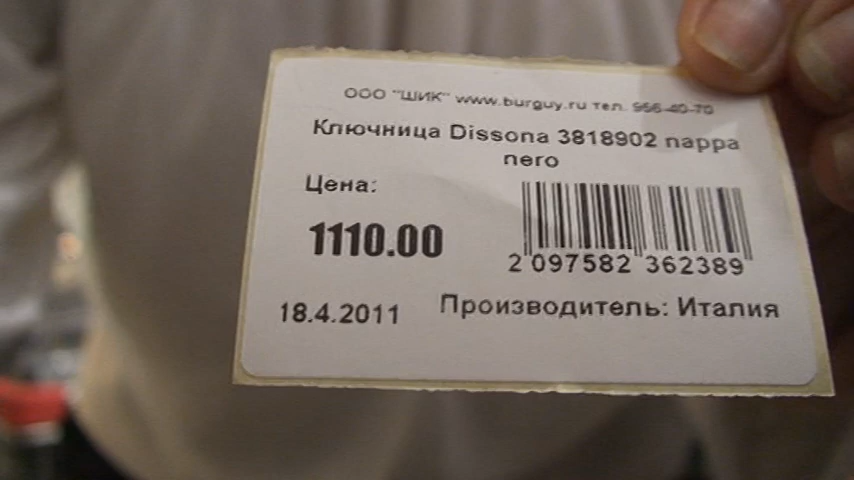 ООО "ШИК" www.burguy.ru тел. 956-40-70
Ключница Dissona 3818902 nappa
nero
Цена:
1110.00
2 097582 362389
18.4.2011
Производитель: Италия